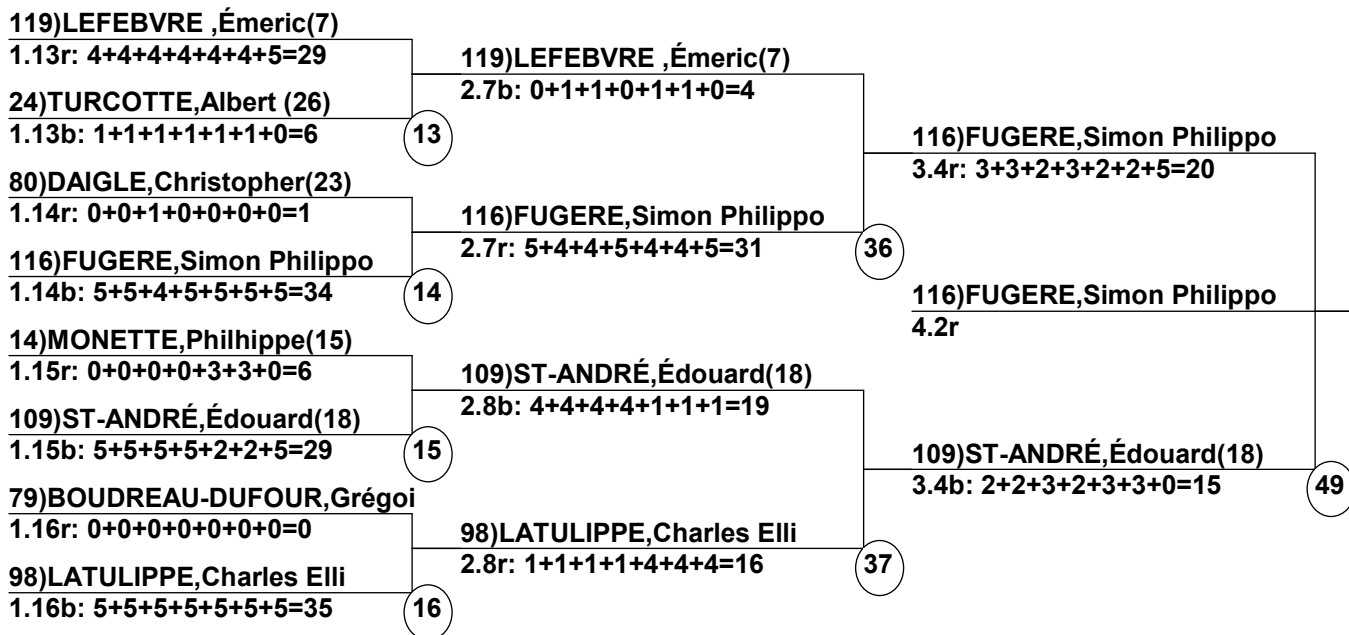 119)LEFEBVRE ,Émeric(7)
1.13r: 4+4+4+4+4+4+5=29
24)TURCOTTE,Albert (26)
1.13b: 1+1+1+1+1+1+0=6
13
80)DAIGLE,Christopher(23)
1.14r: 0+0+1+0+0+0+0=1
116)FUGERE,Simon Philippo
1.14b: 5+5+4+5+5+5+5=34
14
14)MONETTE,Philhippe(15)
1.15r: 0+0+0+0+3+3+0=6
109)ST-ANDRÉ,Édouard(18)
1.15b: 5+5+5+5+2+2+5=29
15
79)BOUDREAU-DUFOUR,Grégoi
1.16r: 0+0+0+0+0+0+0=0
98)LATULIPPE,Charles Elli
1.16b: 5+5+5+5+5+5+5=35
16
119)LEFEBVRE ,Émeric(7)
2.7b: 0+1+1+0+1+1+0=4
116)FUGERE,Simon Philippo
2.7r: 5+4+4+5+4+4+5=31
36
109)ST-ANDRÉ,Édouard(18)
2.8b: 4+4+4+4+1+1+1=19
98)LATULIPPE,Charles Elli
2.8r: 1+1+1+1+4+4+4=16
37
116)FUGERE,Simon Philippo
3.4r: 3+3+2+3+2+2+5=20
116)FUGERE,Simon Philippo
4.2r
109)ST-ANDRÉ,Édouard(18)
3.4b: 2+2+3+2+3+3+0=15
49